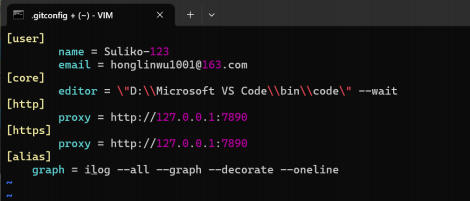 .gitconfig + (~) - VIM
[user]
name = Suliko-123
email = honglinwu1001@163.com
[core]
editor = \"D:\\Microsoft VS Code\\bin\\code\" --wait
[http]
proxy = http://127.0.0.1:7890
[https]
proxy = http://127.0.0.1:7890
[alias]
graph = ilog --all --graph --decorate --oneline
~
~